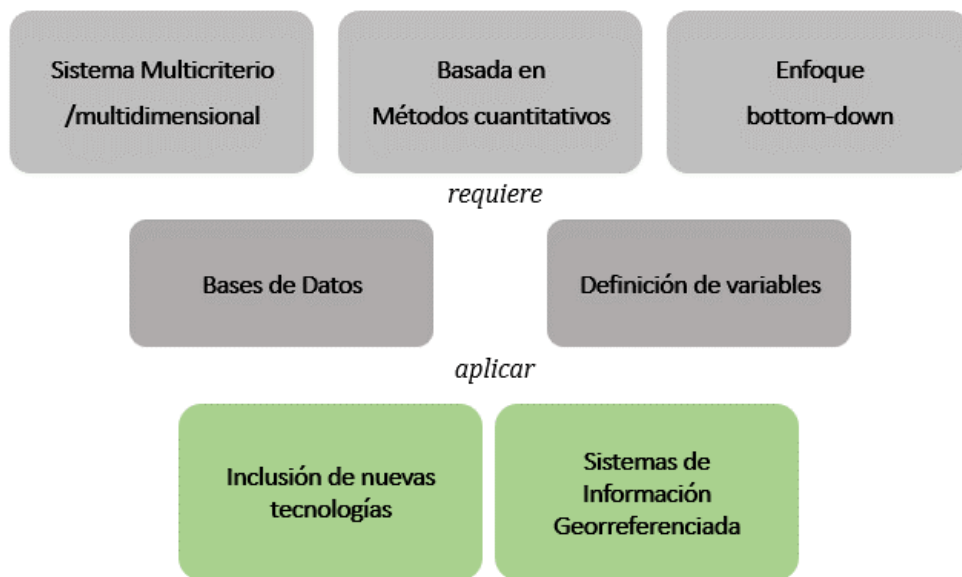 Sistema Multicriterio
/multidimensional
Basada en
Métodos cuantitativos
Enfoque
bottom-down
requiere
Bases de Datos
Definición de variables
aplicar
Inclusión de nuevas
tecnologías
Sistemas de
Información
Georreferenciada